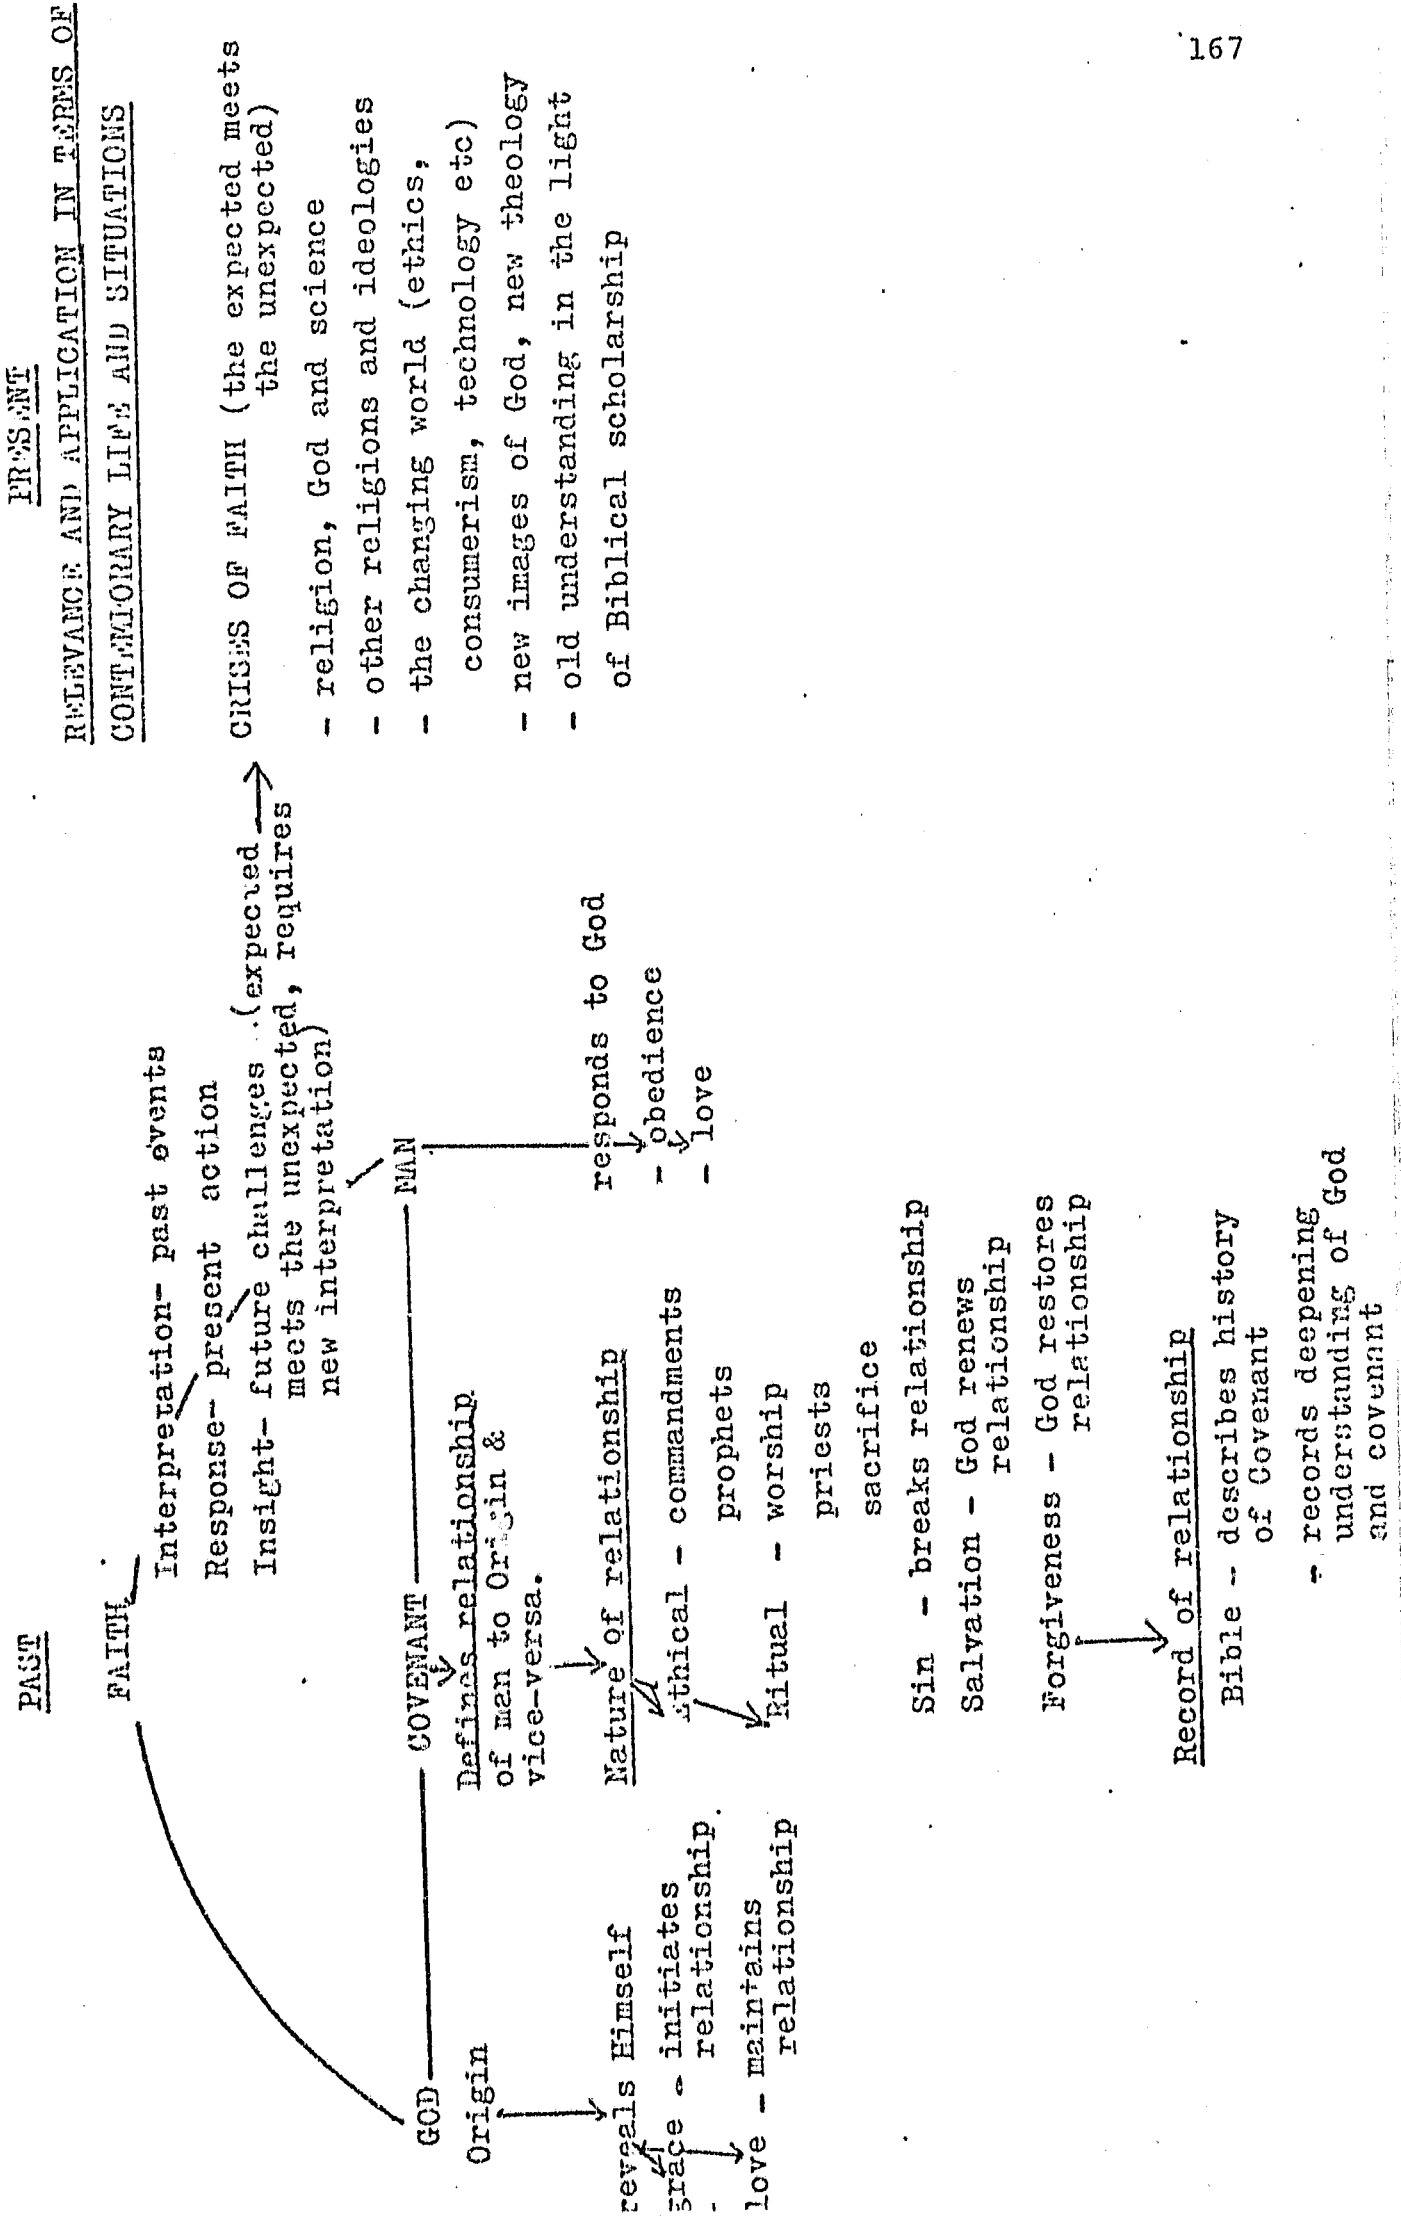 167
PAST
FAITH
Interpretation- past events
Response- present action
Insight- future challenges (expected
meets the unexpected, requires
new interpretation)
GOD
COVENANT
MAN
Origin
reveals Himself
grace - initiates
relationship
love - maintains
relationship
Defines relationship
of man to Origin &
vice-versa.
Nature of relationship
Ethical - commandments
prophets
Ritual - worship
priests
sacrifice
Sin - breaks relationship
Salvation - God renews
relationship
Forgiveness - God restores
relationship
Record of relationship
Bible - describes history
of Covenant
- records deepening
understanding of God
and covenant
responds to God
- obedience
- love
PRESENT
RELEVANCE AND APPLICATION IN TERMS OF
CONTEMPORARY LIFE AND SITUATIONS
CRISES OF FAITH (the expected meets
the unexpected)
- religion, God and science
- other religions and ideologies
- the changing world (ethics,
consumerism, technology etc)
- new images of God, new theology
- old understanding in the light
of Biblical scholarship